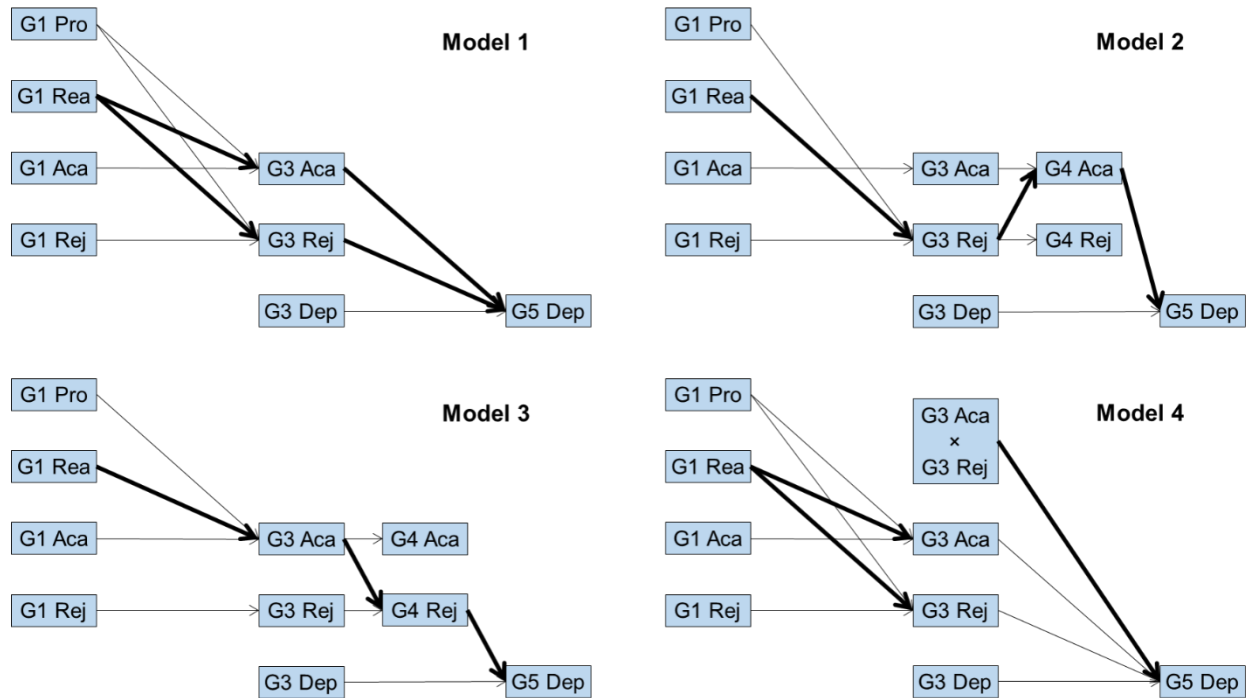 G1 Pro
Model 1
G1 Rea
G1 Aca
G3 Aca
G1 Rej
G3 Rej
G3 Dep
G5 Dep
G1 Pro
Model 2
G1 Rea
G1 Aca
G3 Aca
G4 Aca
G1 Rej
G3 Rej
G4 Rej
G3 Dep
G5 Dep
G1 Pro
Model 3
G1 Rea
G1 Aca
G3 Aca
G4 Aca
G1 Rej
G3 Rej
G4 Rej
G3 Dep
G5 Dep
G1 Pro
G3 Aca
×
G3 Rej
Model 4
G1 Rea
G1 Aca
G3 Aca
G1 Rej
G3 Rej
G3 Dep
G5 Dep